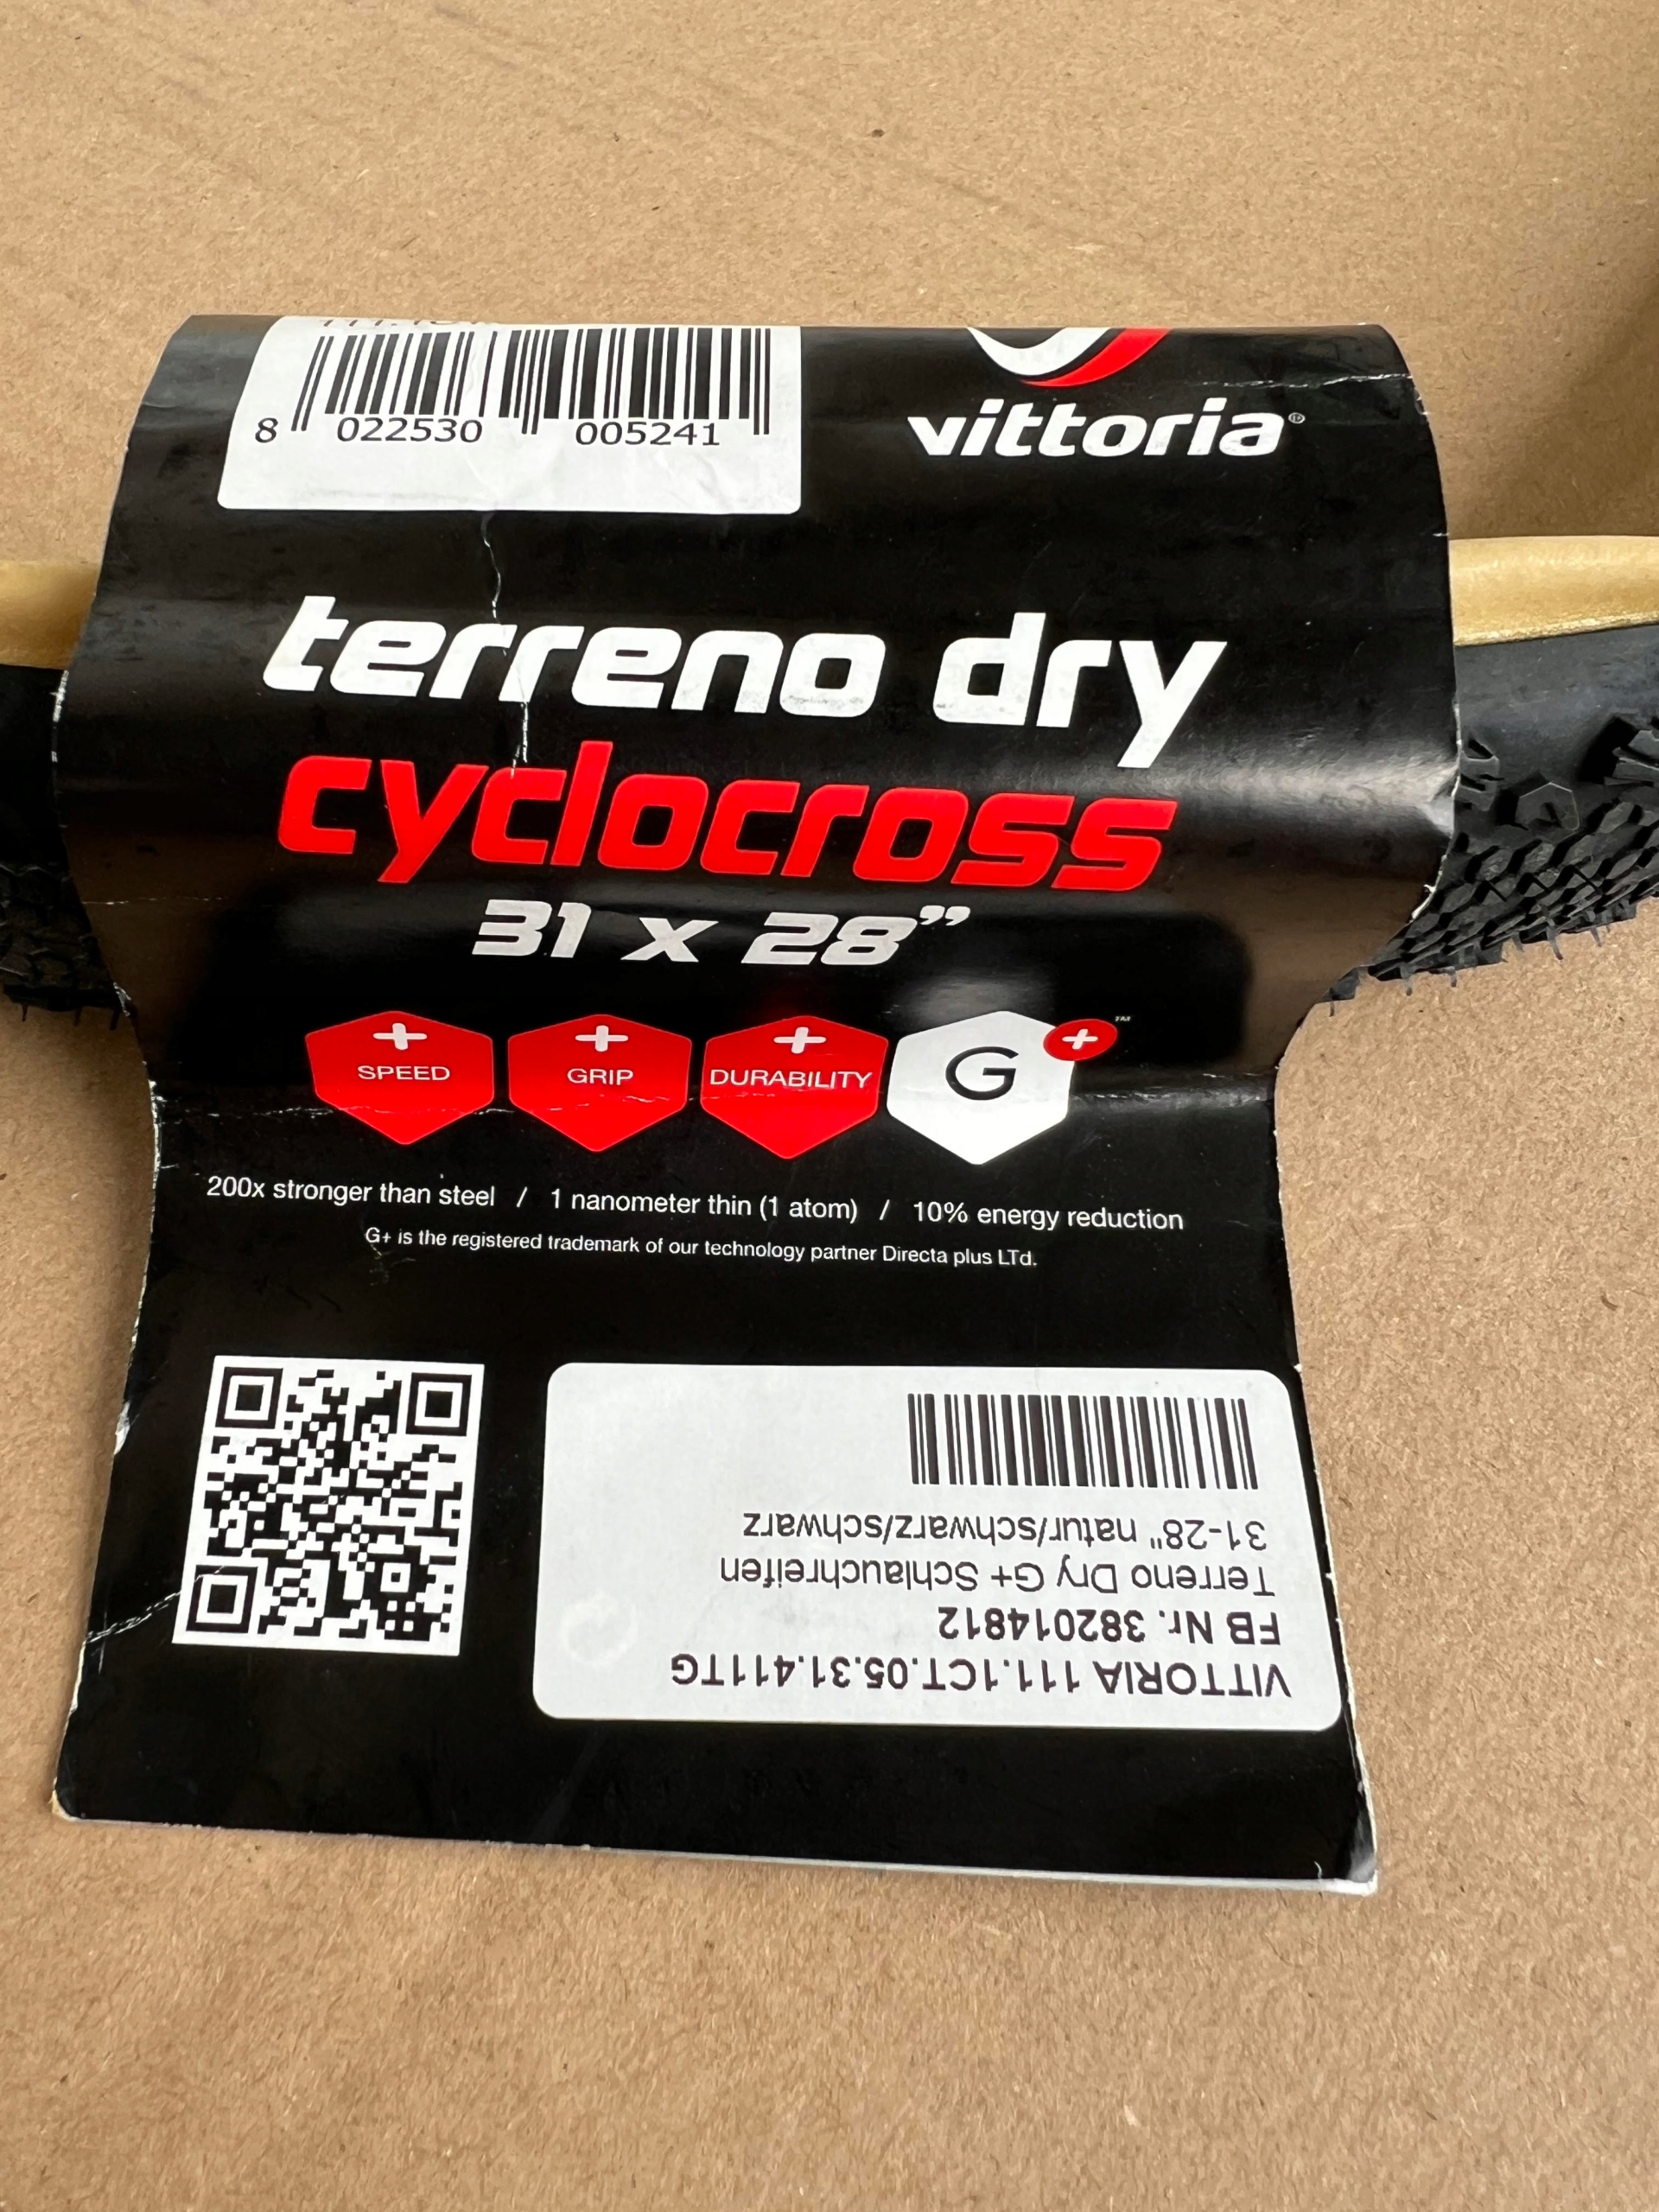 8 022530 005241
vittoria®
terreno dry
cyclocross
31 x 28”
+ SPEED
+ GRIP
+ DURABILITY
G+™
200x stronger than steel / 1 nanometer thin (1 atom) / 10% energy reduction
G+ is the registered trademark of our technology partner Directa plus LTd.
VITTORIA 111.1CT.05.31.411TG
FB Nr. 382014812
Terreno Dry G+ Schlauchreifen
31-28" natur/schwarz/schwarz